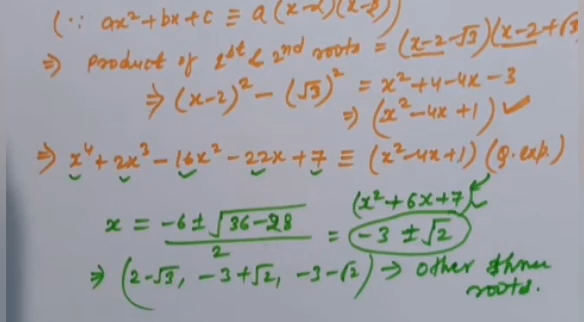 (∵ ax²+bx+c ≡ a(x-α)(x-β))
⇒ product of 1st & 2nd roots = (x-2-√3)(x-2+√3
⇒ (x-2)² - (√3)² = x²+4-4x-3
⇒ (x²-4x+1) ✓
⇒ x⁴+2x³-16x²-22x+7 ≡ (x²-4x+1) (q.exp.)
(x²+6x+7)
x = -6±√36-28 / 2 = -3 ± √2
⇒ (2-√3, -3+√2, -3-√2) → other three roots.